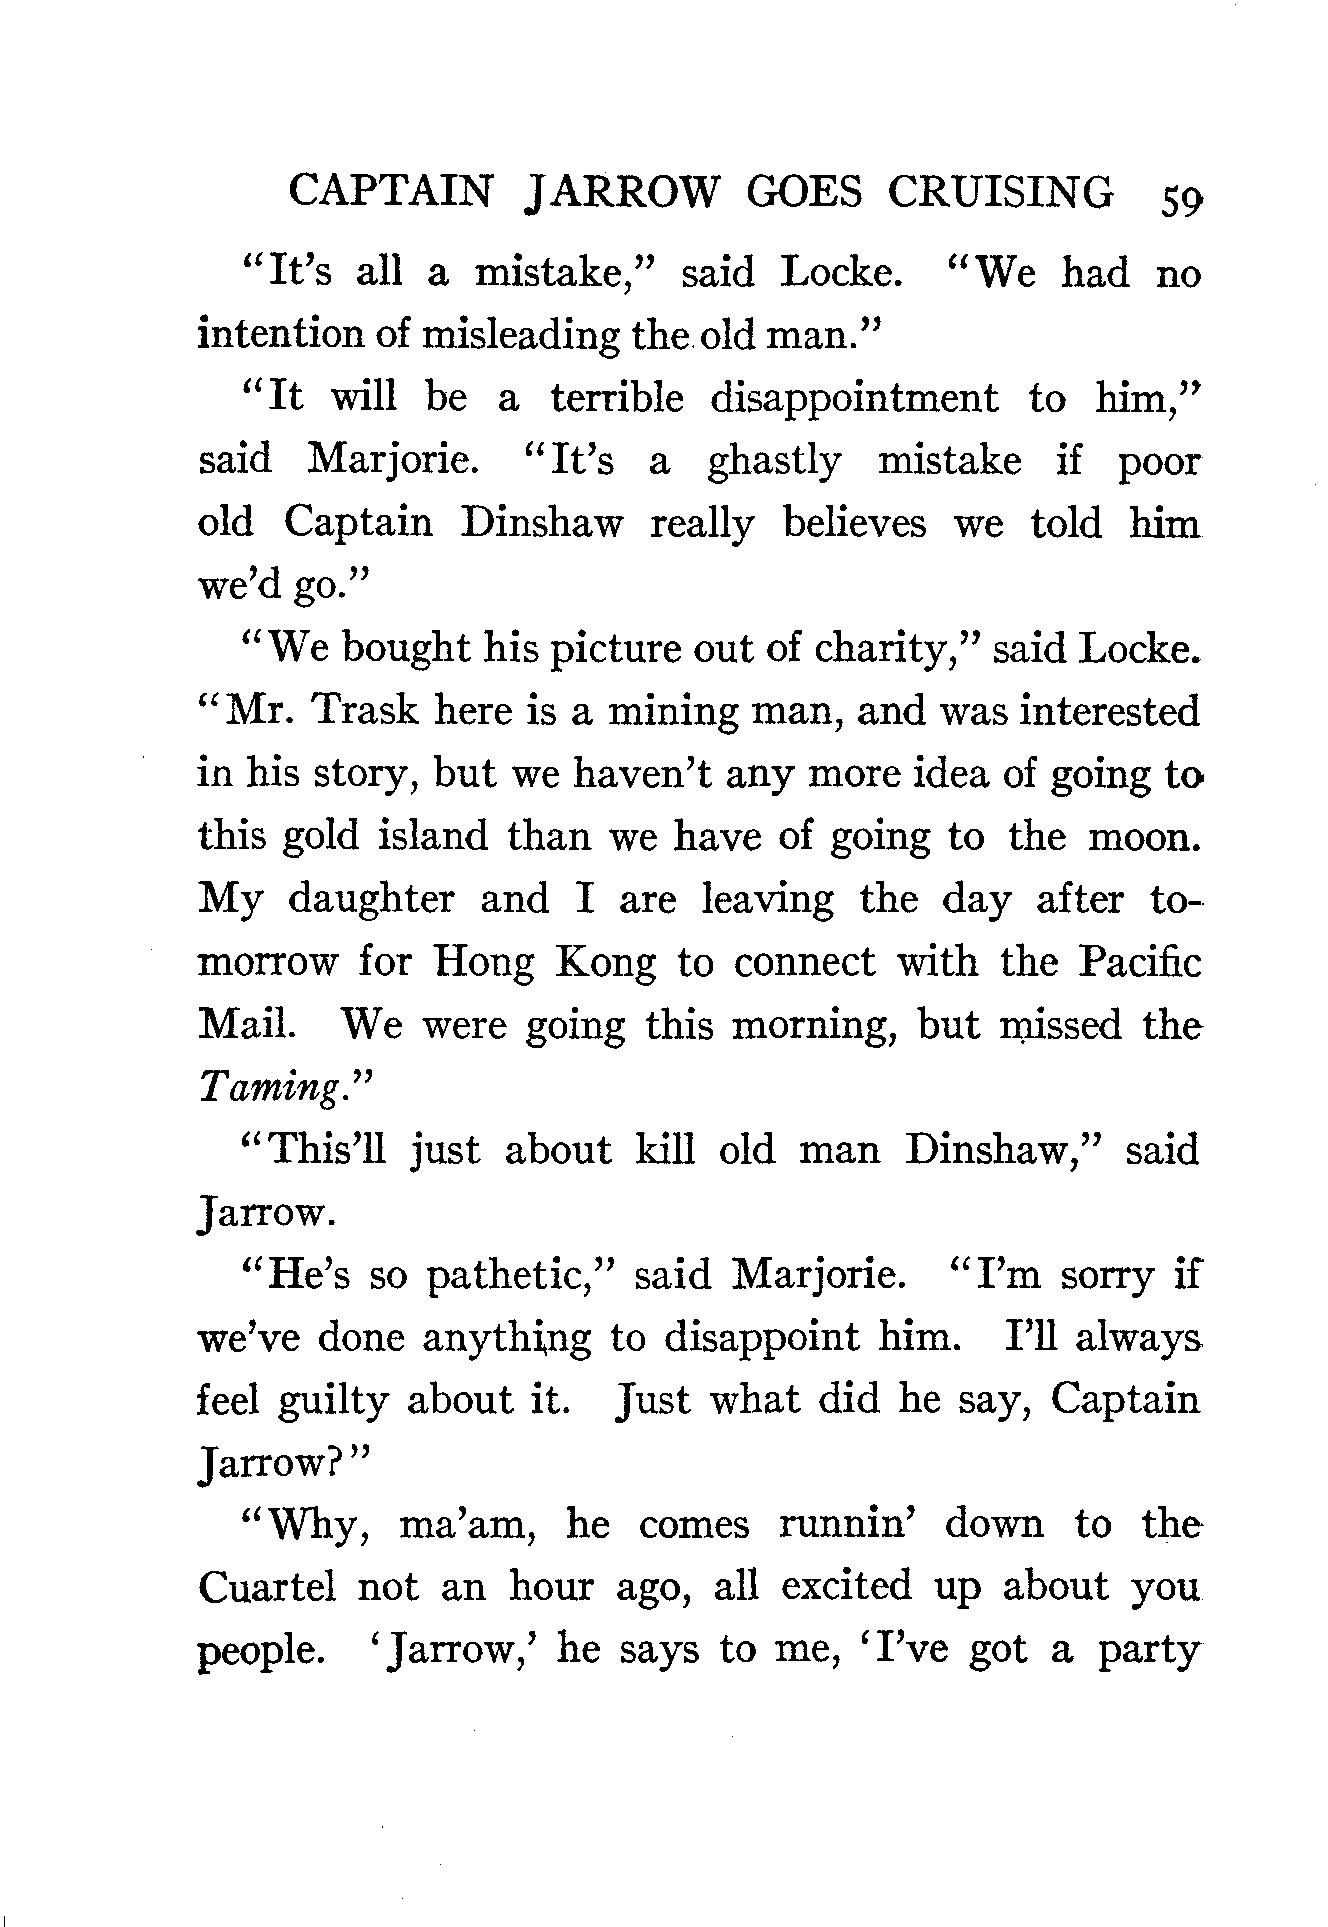 CAPTAIN JARROW GOES CRUISING 59
“It’s all a mistake,” said Locke. “We had no
intention of misleading the old man.”
“It will be a terrible disappointment to him,”
said Marjorie. “It’s a ghastly mistake if poor
old Captain Dinshaw really believes we told him
we’d go.”
“We bought his picture out of charity,” said Locke.
“Mr. Trask here is a mining man, and was interested
in his story, but we haven’t any more idea of going to
this gold island than we have of going to the moon.
My daughter and I are leaving the day after to-
morrow for Hong Kong to connect with the Pacific
Mail. We were going this morning, but missed the
Taming.”
“This’ll just about kill old man Dinshaw,” said
Jarrow.
“He’s so pathetic,” said Marjorie. “I’m sorry if
we’ve done anything to disappoint him. I’ll always
feel guilty about it. Just what did he say, Captain
Jarrow?”
“Why, ma’am, he comes runnin’ down to the
Cuartel not an hour ago, all excited up about you
people. ‘Jarrow,’ he says to me, ‘I’ve got a party